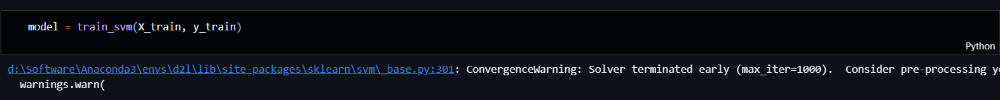 model = train_svm(X_train, y_train)
Python
d:\Software\Anaconda3\envs\d2l\lib\site-packages\sklearn\svm\_base.py:301: ConvergenceWarning: Solver terminated early (max_iter=1000).  Consider pre-processing
warnings.warn(